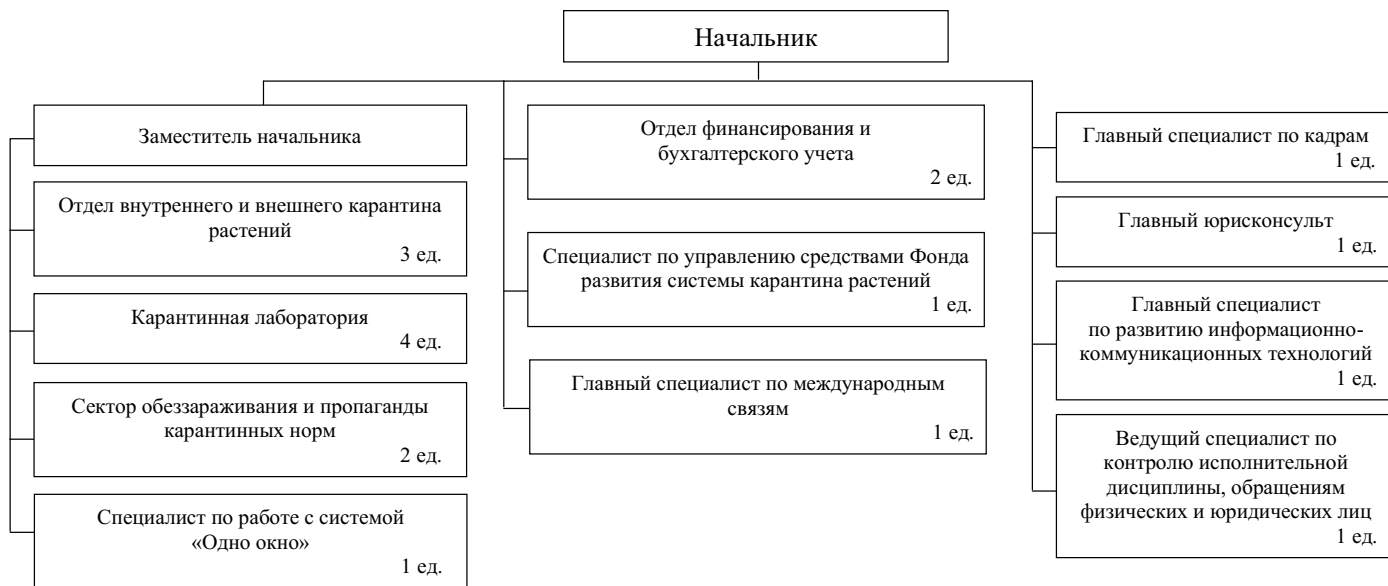 Начальник
Заместитель начальника
Отдел внутреннего и внешнего карантина
растений
3 ед.
Карантинная лаборатория
4 ед.
Сектор обеззараживания и пропаганды
карантинных норм
2 ед.
Специалист по работе с системой
«Одно окно»
1 ед.
Отдел финансирования и
бухгалтерского учета
2 ед.
Специалист по управлению средствами Фонда
развития системы карантина растений
1 ед.
Главный специалист по международным
связям
1 ед.
Главный специалист по кадрам
1 ед.
Главный юрисконсульт
1 ед.
Главный специалист
по развитию информационно-
коммуникационных технологий
1 ед.
Ведущий специалист по
контролю исполнительной
дисциплины, обращениям
физических и юридических лиц
1 ед.